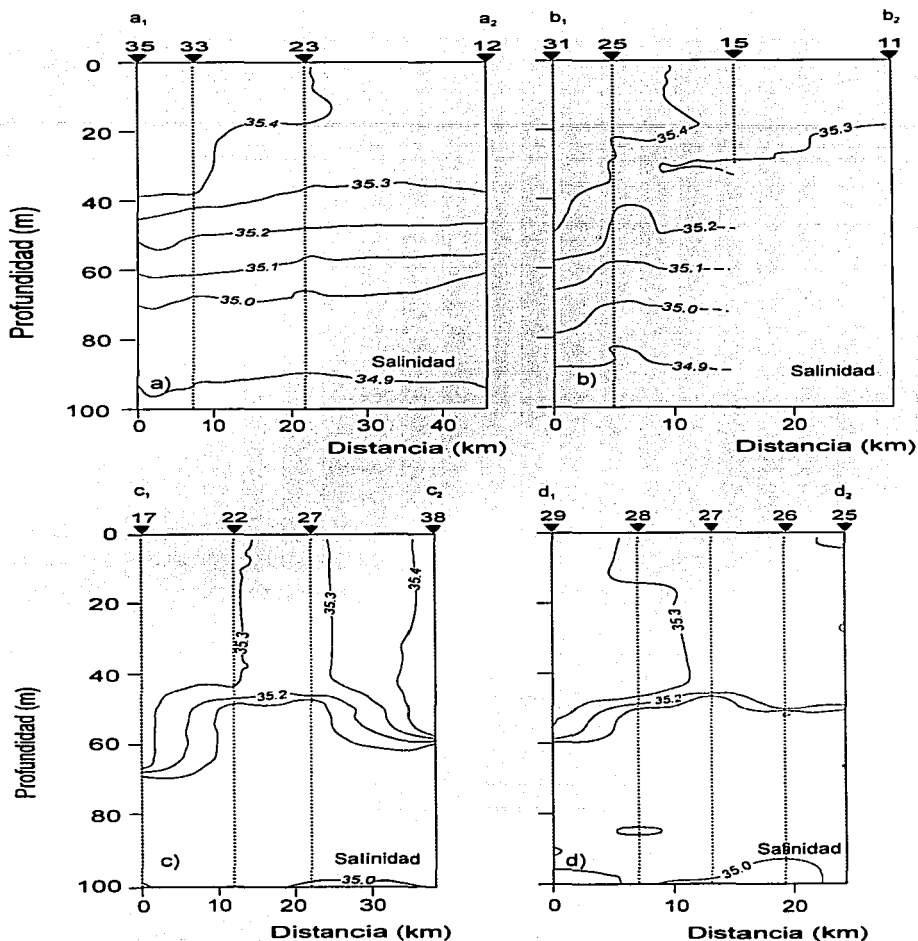 a₁ a₂ b₁ b₂
35 33 23 12 31 25 15 11
0
20
40
60
80
100
Profundidad (m)
35.4
35.3
35.2
35.1
35.0
Salinidad
34.9
a)
0 10 20 30 40
Distancia (km)
35.4
35.3
35.2
35.1
35.0
34.9
b)
Salinidad
0 10 20
Distancia (km)
c₁ c₂ d₁ d₂
17 22 27 38 29 28 27 26 25
0
20
40
60
80
100
Profundidad (m)
35.3
35.3
35.4
35.2
Salinidad
c)
35.0
0 10 20 30
Distancia (km)
35.3
35.2
Salinidad
d)
35.0
0 10 20
Distancia (km)